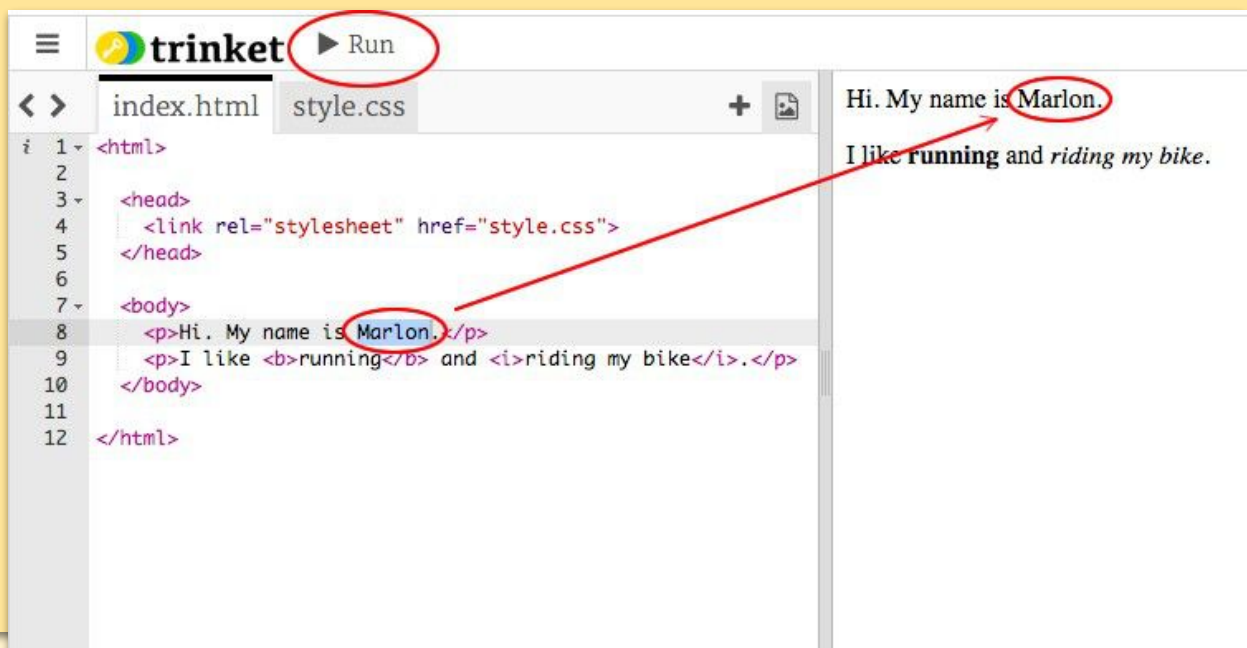 trinket Run
index.html style.css +
i 1 <html>
2
3 <head>
4 <link rel="stylesheet" href="style.css">
5 </head>
6
7 <body>
8 <p>Hi. My name is Marlon.</p>
9 <p>I like <b>running</b> and <i>riding my bike</i>.</p>
10 </body>
11
12 </html>
Hi. My name is Marlon.
I like running and riding my bike.